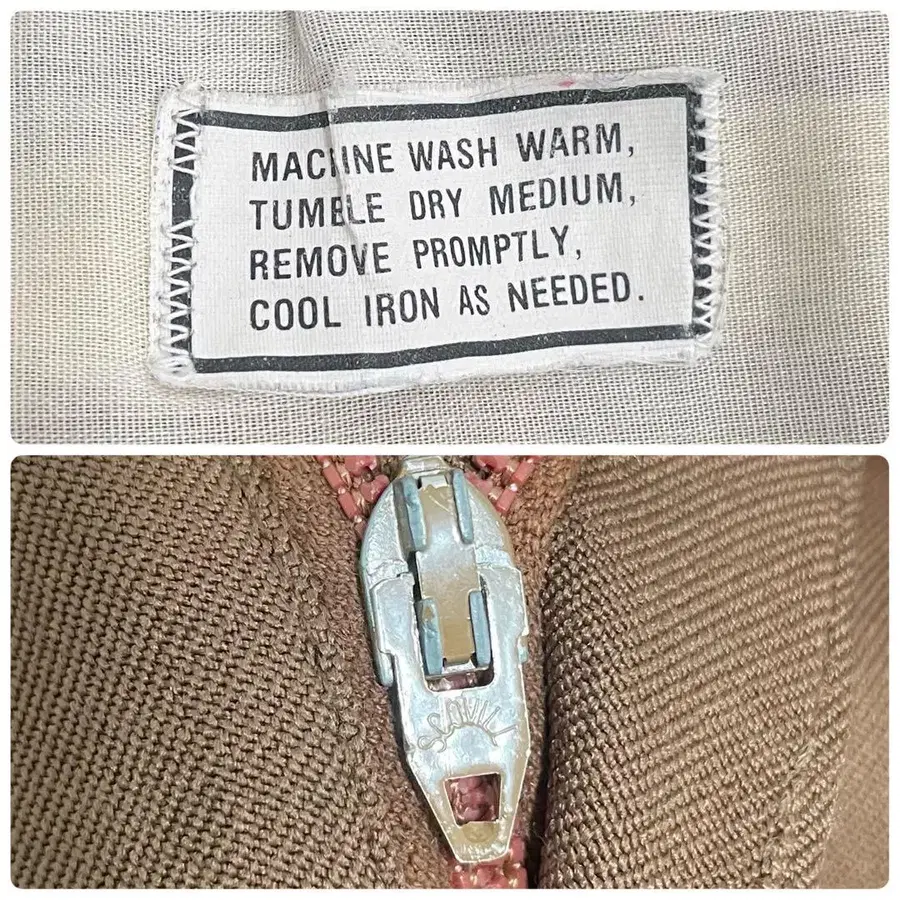 MACHINE WASH WARM,
TUMBLE DRY MEDIUM,
REMOVE PROMPTLY,
COOL IRON AS NEEDED.
SCOVILL